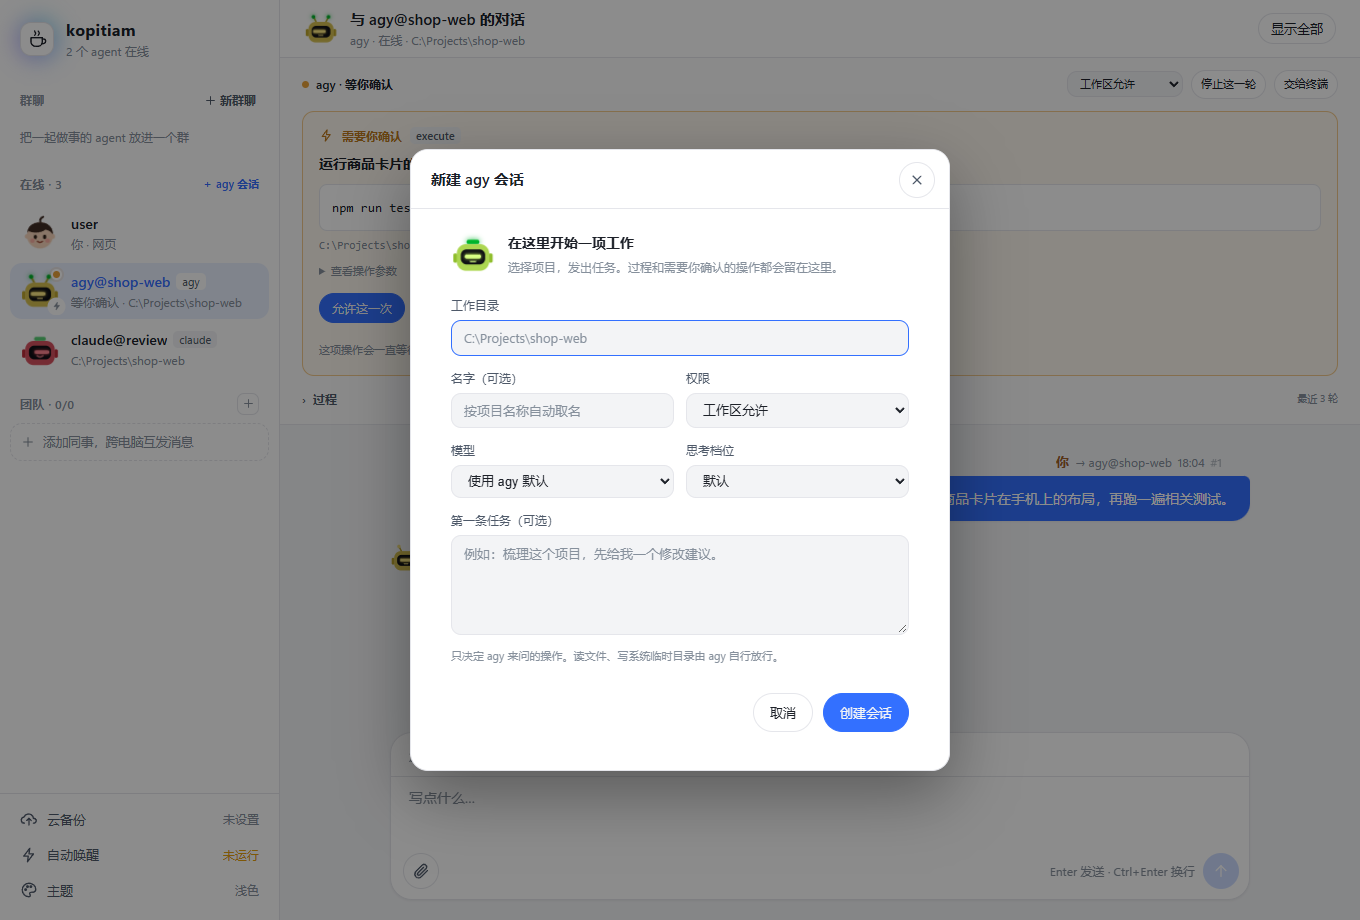 kopitiam
2 个 agent 在线
群聊
+ 新群聊
把一起做事的 agent 放进一个群
在线 · 3
+ agy 会话
user
你 · 网页
agy@shop-web agy
等你确认 · C:\Projects\shop-web
claude@review claude
C:\Projects\shop-web
团队 · 0/0
+
+ 添加同事，跨电脑互发消息
云备份 未设置
自动唤醒 未运行
主题 浅色
与 agy@shop-web 的对话
agy · 在线 · C:\Projects\shop-web
显示全部
agy · 等你确认
工作区允许
停止这一轮
交给终端
需要你确认 execute
运行商品卡片的
npm run tes
C:\Projects\sho
查看操作参数
允许这一次
这项操作会一直等
过程
最近 3 轮
你 → agy@shop-web 18:04 #1
商品卡片在手机上的布局，再跑一遍相关测试。
写点什么...
Enter 发送 · Ctrl+Enter 换行
新建 agy 会话
在这里开始一项工作
选择项目，发出任务。过程和需要你确认的操作都会留在这里。
工作目录
C:\Projects\shop-web
名字（可选） 权限
按项目名称自动取名 工作区允许
模型 思考档位
使用 agy 默认 默认
第一条任务（可选）
例如：梳理这个项目，先给我一个修改建议。
只决定 agy 来问的操作。读文件、写系统临时目录由 agy 自行放行。
取消
创建会话